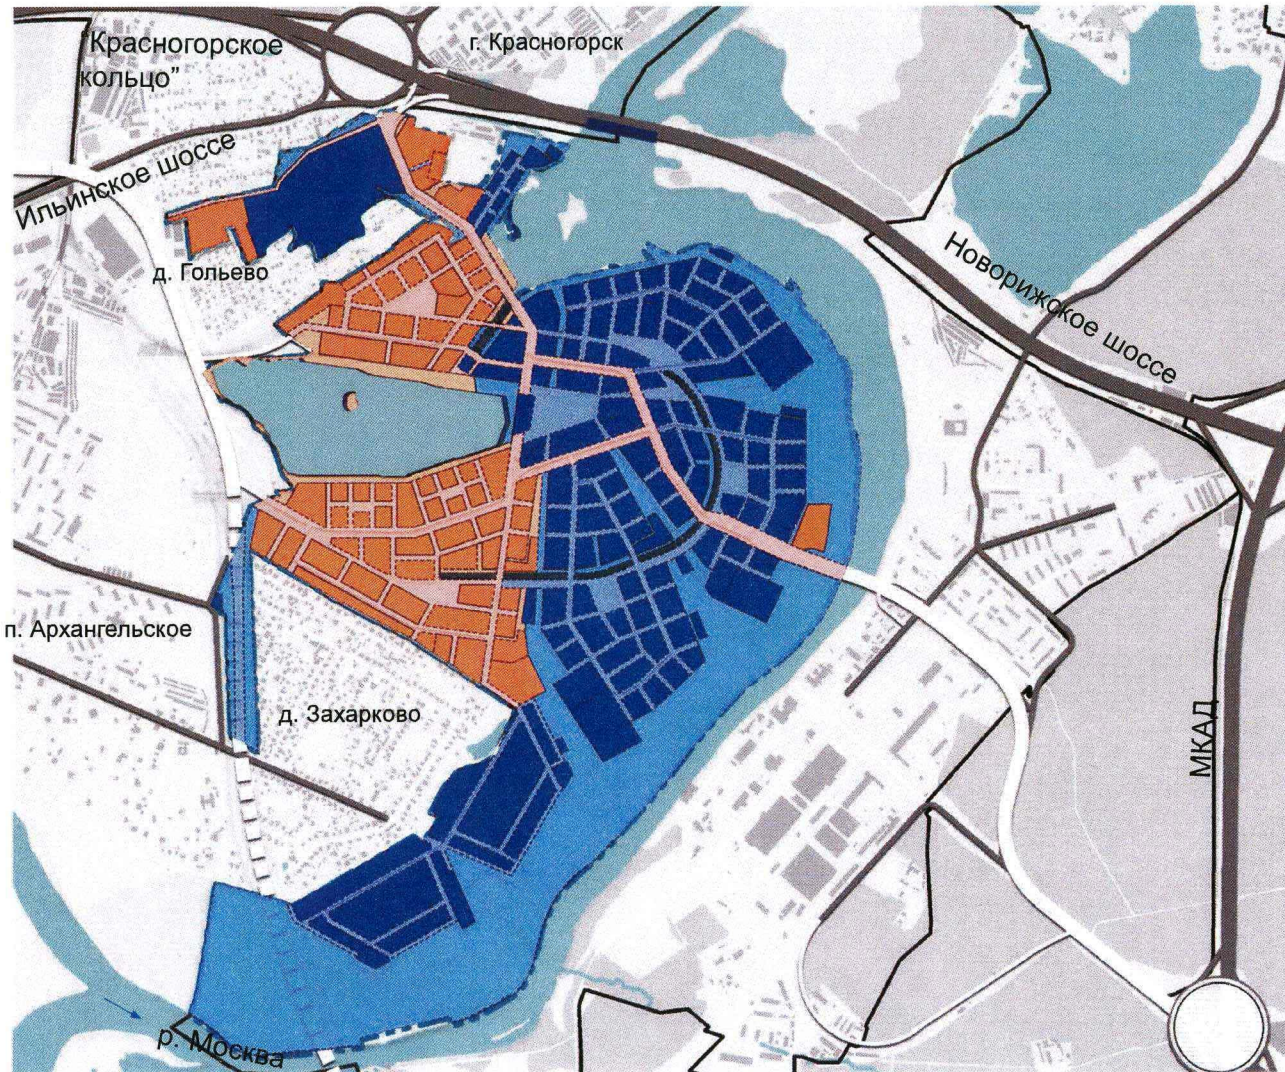 "Красногорское
кольцо"
г. Красногорск
Ильинское шоссе
д. Гольево
Новорижское шоссе
п. Архангельское
д. Захарково
МКАД
р. Москва